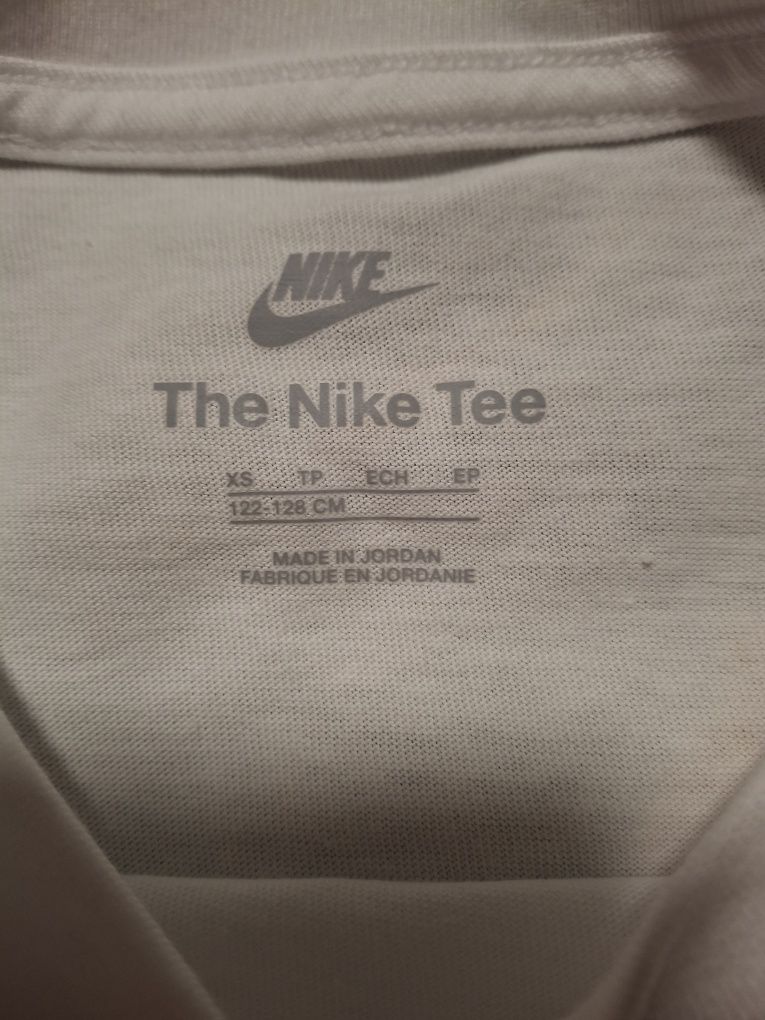 NIKE
The Nike Tee
XS TP ECH EP
122-128 CM
MADE IN JORDAN
FABRIQUE EN JORDANIE